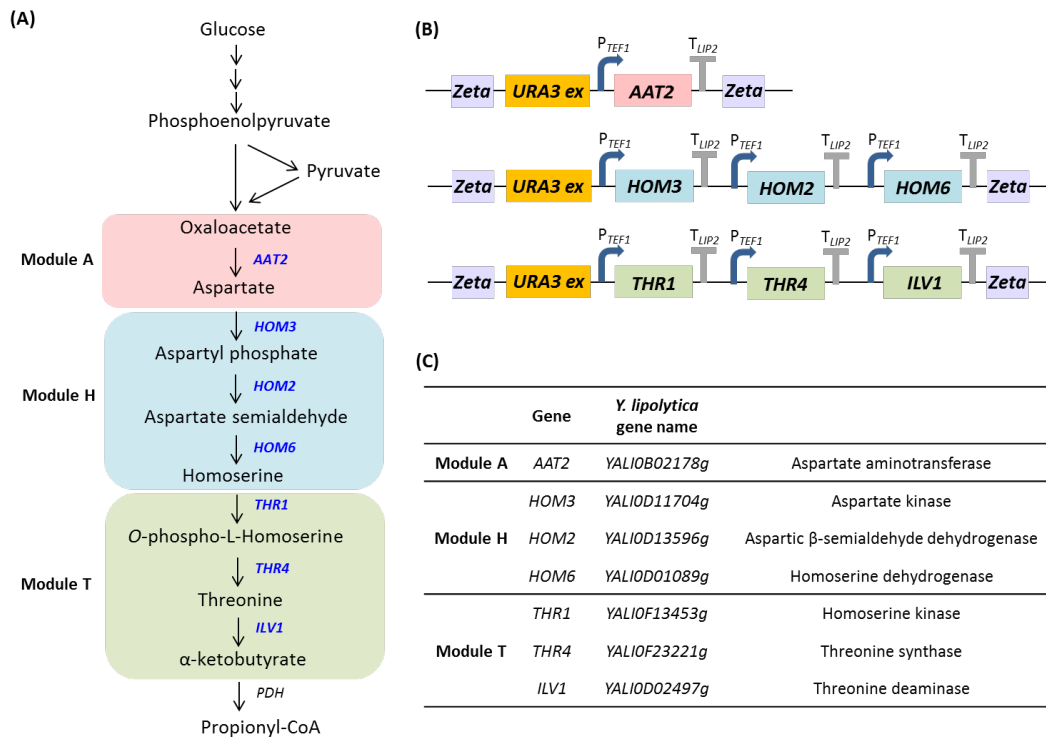 (A)
Glucose
Phosphoenolpyruvate
Pyruvate
Module A
Oxaloacetate
AAT2
Aspartate
Module H
HOM3
Aspartyl phosphate
HOM2
Aspartate semialdehyde
HOM6
Homoserine
Module T
THR1
O-phospho-L-Homoserine
THR4
Threonine
ILV1
α-ketobutyrate
PDH
Propionyl-CoA
(B)
PTEF1 TLIP2
Zeta URA3 ex AAT2 Zeta
PTEF1 TLIP2 PTEF1 TLIP2 PTEF1 TLIP2
Zeta URA3 ex HOM3 HOM2 HOM6 Zeta
PTEF1 TLIP2 PTEF1 TLIP2 PTEF1 TLIP2
Zeta URA3 ex THR1 THR4 ILV1 Zeta
(C)
Gene Y. lipolytica
gene name
Module A AAT2 YALI0B02178g Aspartate aminotransferase
HOM3 YALI0D11704g Aspartate kinase
Module H HOM2 YALI0D13596g Aspartic β-semialdehyde dehydrogenase
HOM6 YALI0D01089g Homoserine dehydrogenase
THR1 YALI0F13453g Homoserine kinase
Module T THR4 YALI0F23221g Threonine synthase
ILV1 YALI0D02497g Threonine deaminase